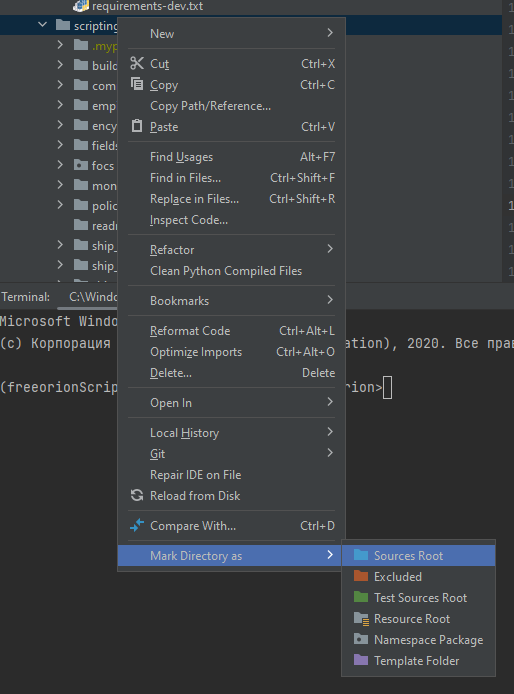 requirements-dev.txt
scripting
.myp
build
com
emp
ency
fields
focs
mon
polic
readr
ship_
ship_
New
Cut Ctrl+X
Copy Ctrl+C
Copy Path/Reference...
Paste Ctrl+V
Find Usages Alt+F7
Find in Files... Ctrl+Shift+F
Replace in Files... Ctrl+Shift+R
Inspect Code...
Refactor
Clean Python Compiled Files
Bookmarks
Reformat Code Ctrl+Alt+L
Optimize Imports Ctrl+Alt+O
Delete... Delete
Open In
Local History
Git
Repair IDE on File
Reload from Disk
Compare With... Ctrl+D
Mark Directory as
Sources Root
Excluded
Test Sources Root
Resource Root
Namespace Package
Template Folder
Terminal: C:\Windo
Microsoft Windo
(c) Корпорация ation), 2020. Все прав
(freeorionScrip rion>